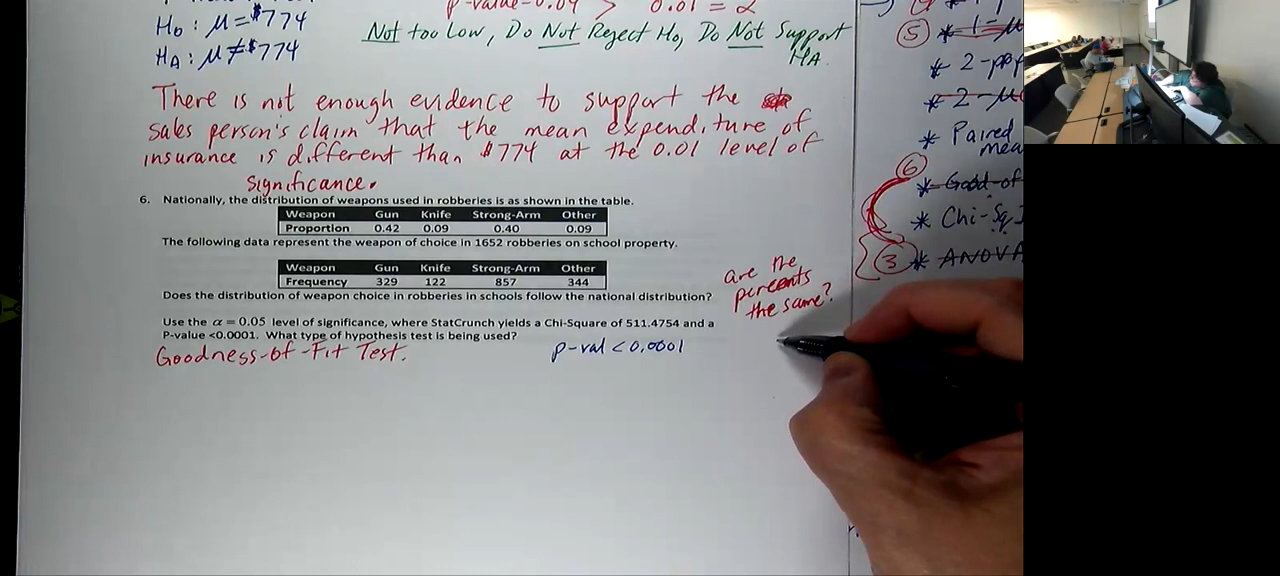 p-value=0.04 > 0.01 = α
H0 : μ = $774
HA : μ ≠ $774
Not too low, Do Not Reject Ho, Do Not Support HA
There is not enough evidence to support the
sales person's claim that the mean expenditure of
insurance is different than $774 at the 0.01 level of
significance.
6. Nationally, the distribution of weapons used in robberies is as shown in the table.
Weapon Gun Knife Strong-Arm Other
Proportion 0.42 0.09 0.40 0.09
The following data represent the weapon of choice in 1652 robberies on school property.
Weapon Gun Knife Strong-Arm Other
Frequency 329 122 857 344
Does the distribution of weapon choice in robberies in schools follow the national distribution?
are the
percents
the same?
Use the α = 0.05 level of significance, where StatCrunch yields a Chi-Square of 511.4754 and a
P-value <0.0001. What type of hypothesis test is being used?
Goodness-of-Fit Test.
p-val < 0.0001
5 * 1-μ
* 2-pop
* 2-μ
* Paired
mea
6
* Good-of
* Chi-Sq
3 * ANOVA